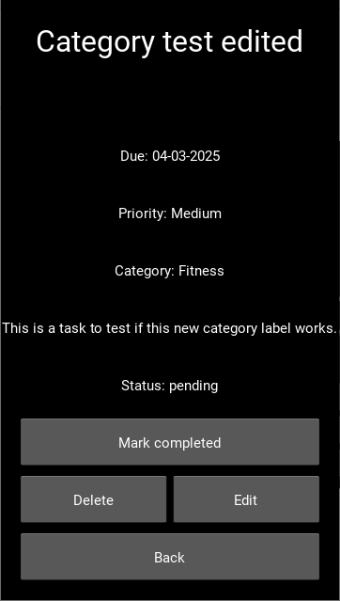 Category test edited
Due: 04-03-2025
Priority: Medium
Category: Fitness
This is a task to test if this new category label works.
Status: pending
Mark completed
Delete
Edit
Back